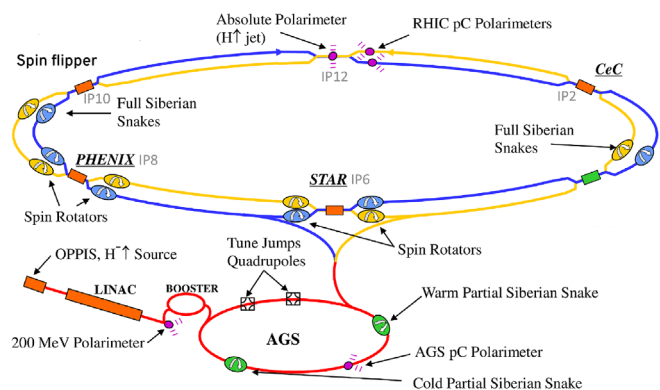 Absolute Polarimeter
(H↑ jet)
RHIC pC Polarimeters
Spin flipper
IP12
CeC
IP10
IP2
Full Siberian
Snakes
Full Siberian
Snakes
PHENIX IP8
STAR IP6
Spin Rotators
Spin Rotators
Tune Jumps
Quadrupoles
OPPIS, H⁻↑ Source
LINAC
BOOSTER
Warm Partial Siberian Snake
AGS
200 MeV Polarimeter
AGS pC Polarimeter
Cold Partial Siberian Snake